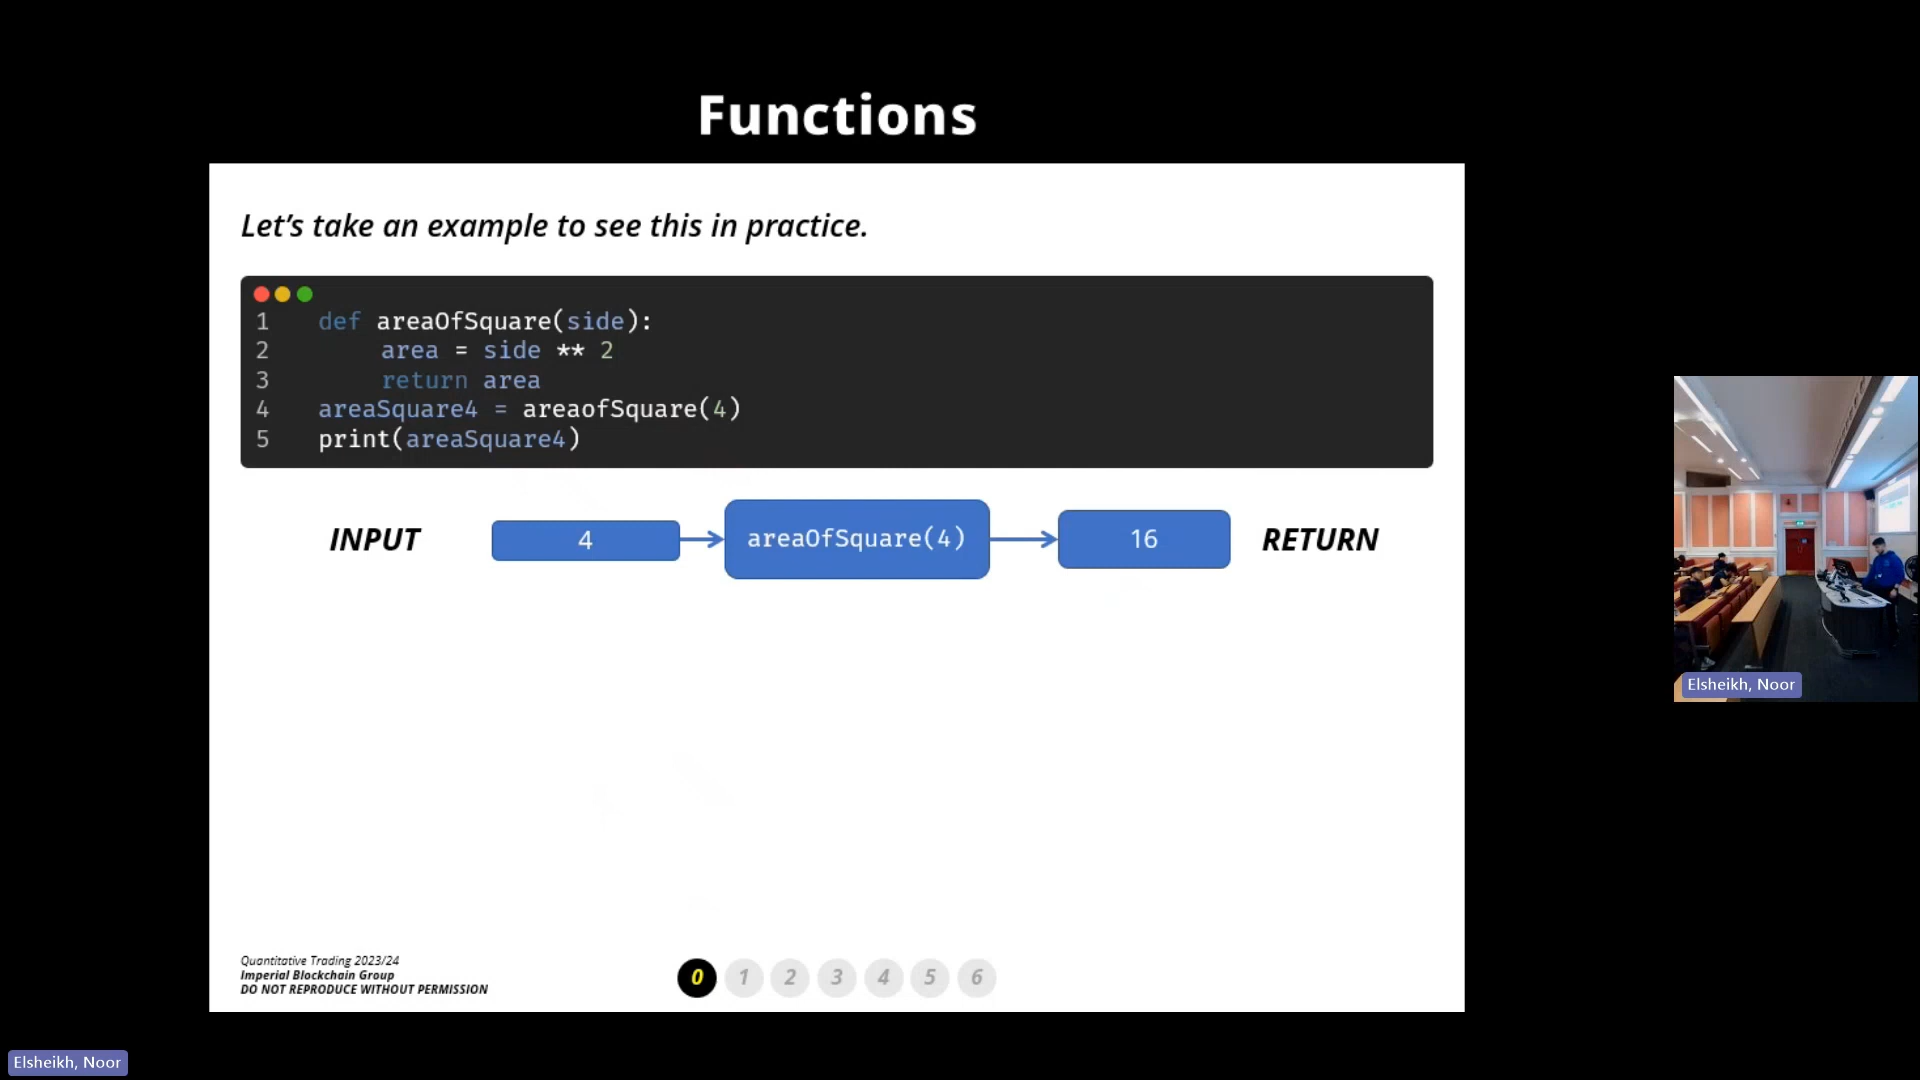 Functions
Let's take an example to see this in practice.
1 def areaOfSquare(side):
2 area = side ** 2
3 return area
4 areaSquare4 = areaofSquare(4)
5 print(areaSquare4)
INPUT 4 areaOfSquare(4) 16 RETURN
Elsheikh, Noor
Quantitative Trading 2023/24
Imperial Blockchain Group
DO NOT REPRODUCE WITHOUT PERMISSION
0 1 2 3 4 5 6
Elsheikh, Noor